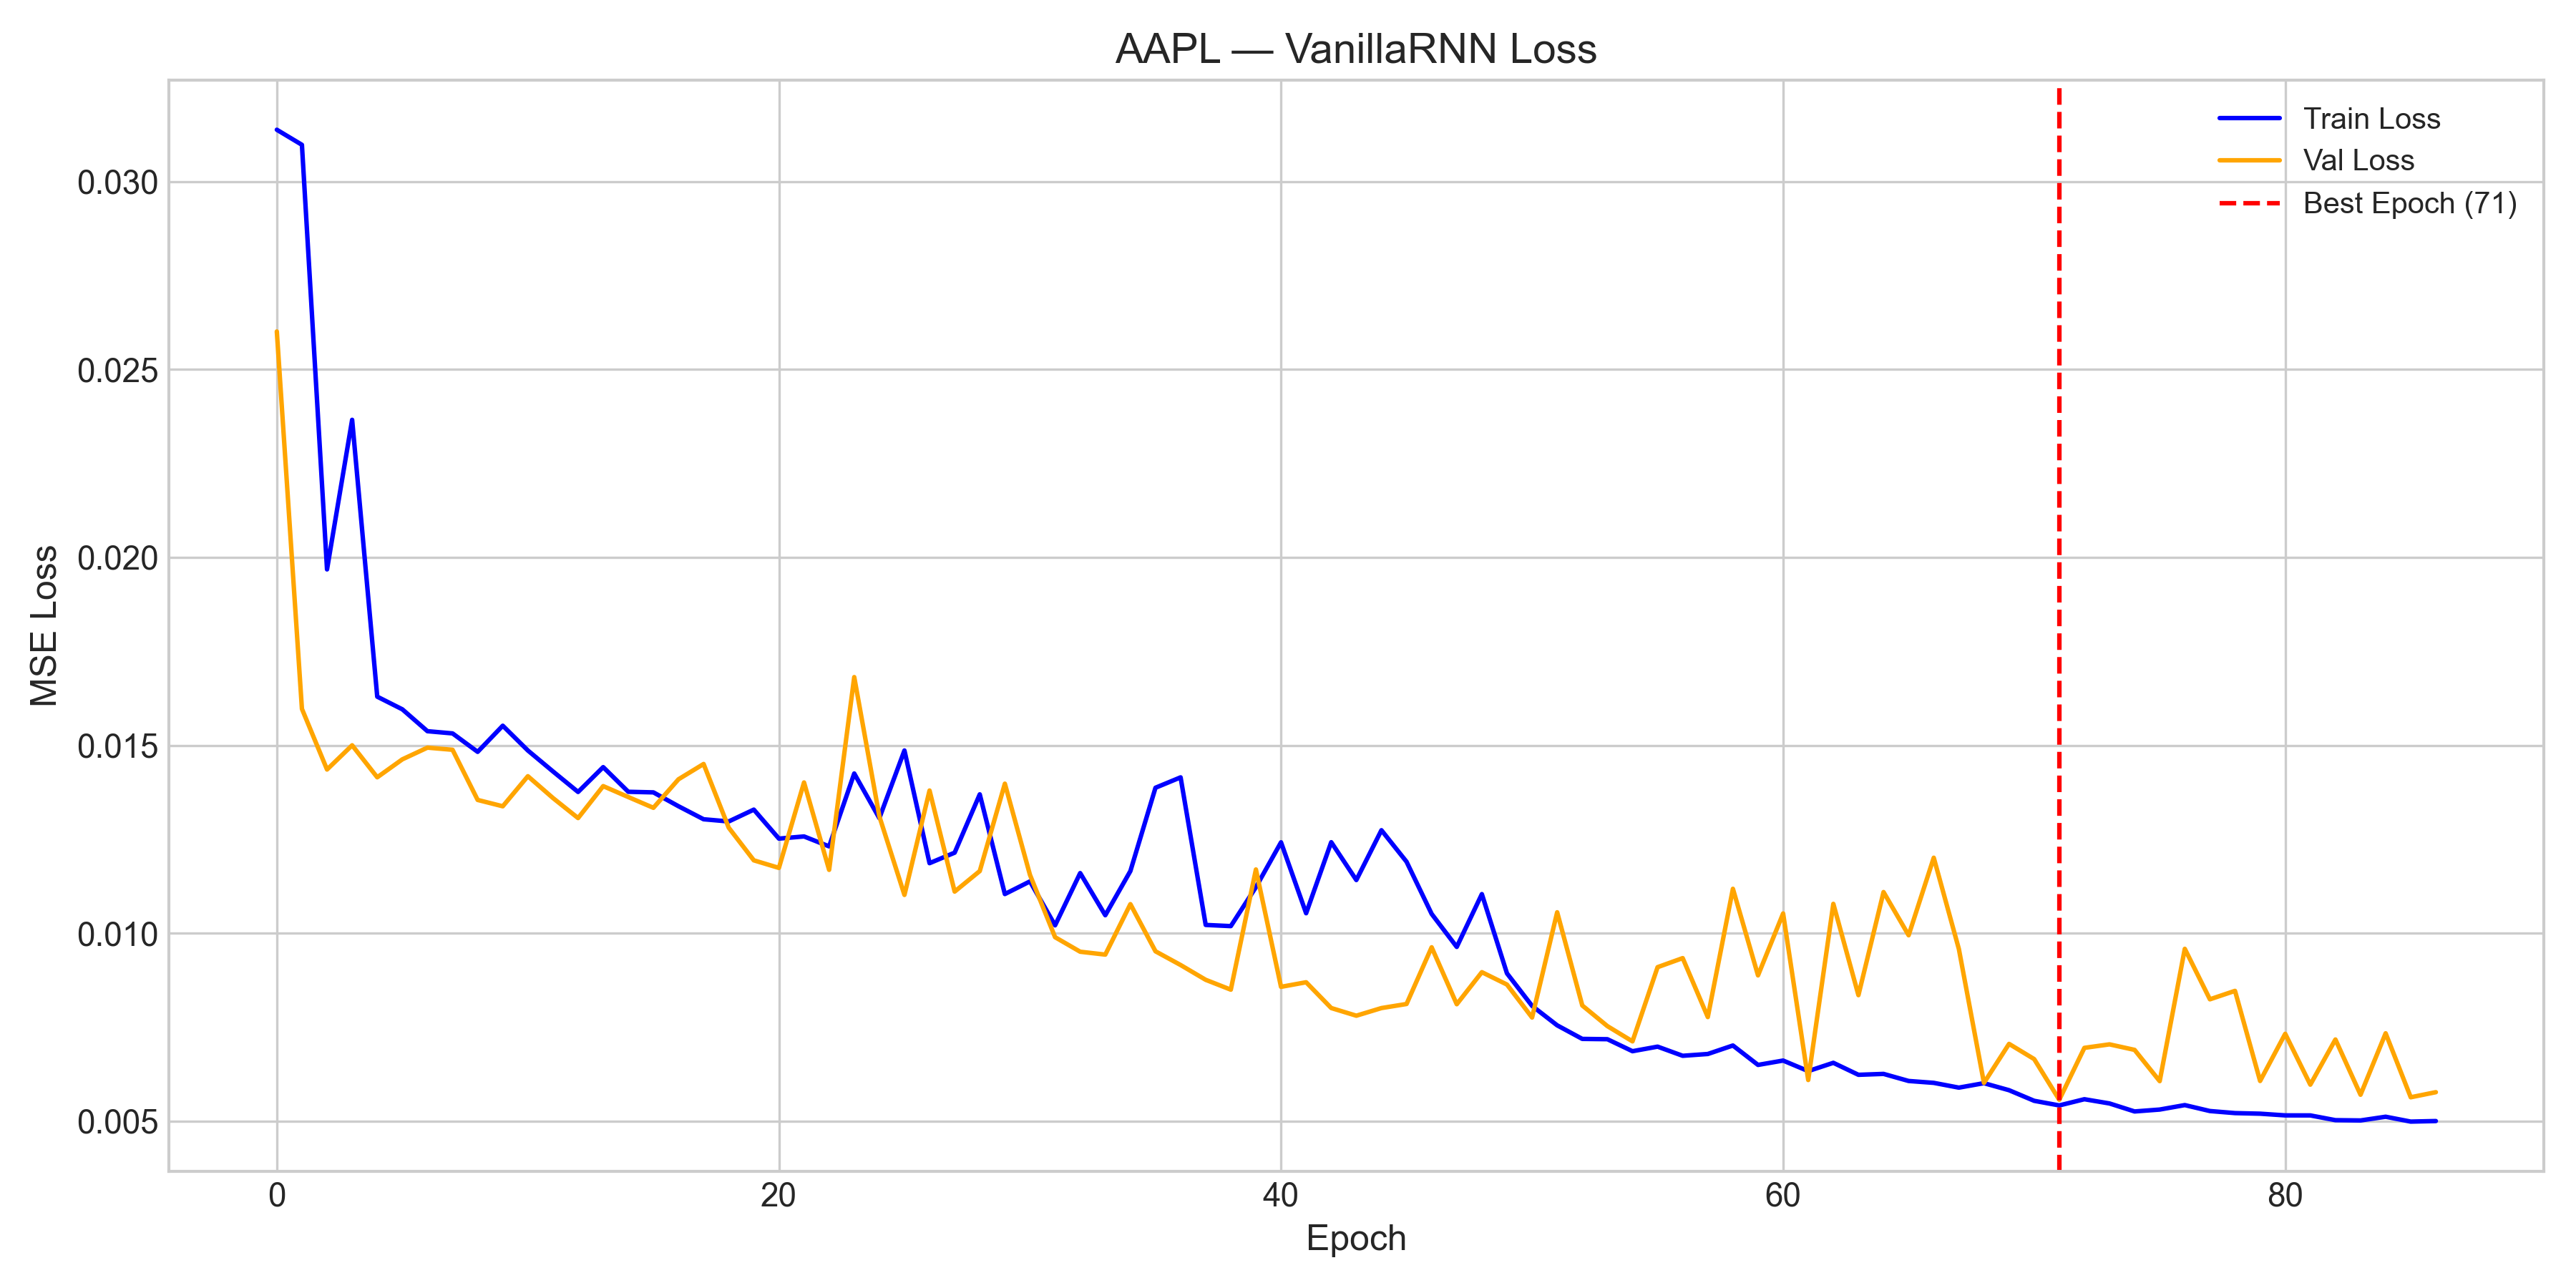 AAPL — VanillaRNN Loss
Train Loss
Val Loss
Best Epoch (71)
MSE Loss
0.030
0.025
0.020
0.015
0.010
0.005
0
20
40
60
80
Epoch